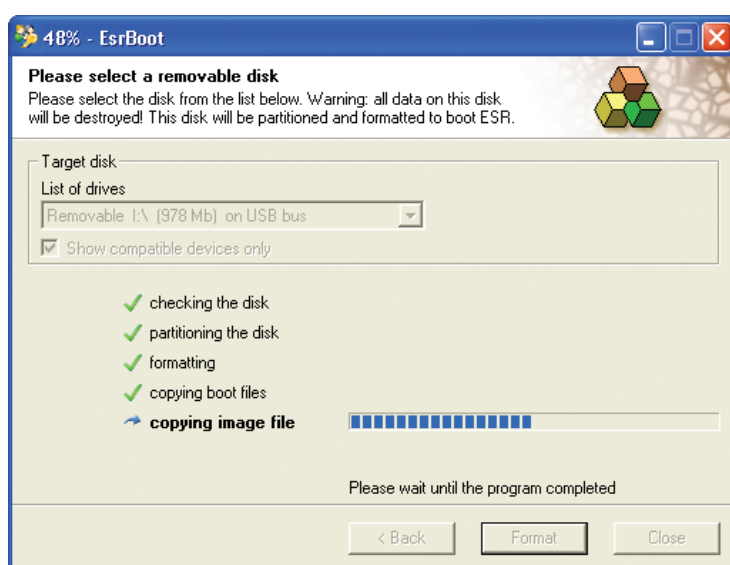 48% - EsrBoot
Please select a removable disk
Please select the disk from the list below. Warning: all data on this disk
will be destroyed! This disk will be partitioned and formatted to boot ESR.
Target disk
List of drives
Removable I:\ (978 Mb) on USB bus
Show compatible devices only
checking the disk
partitioning the disk
formatting
copying boot files
copying image file
Please wait until the program completed
< Back Format Close